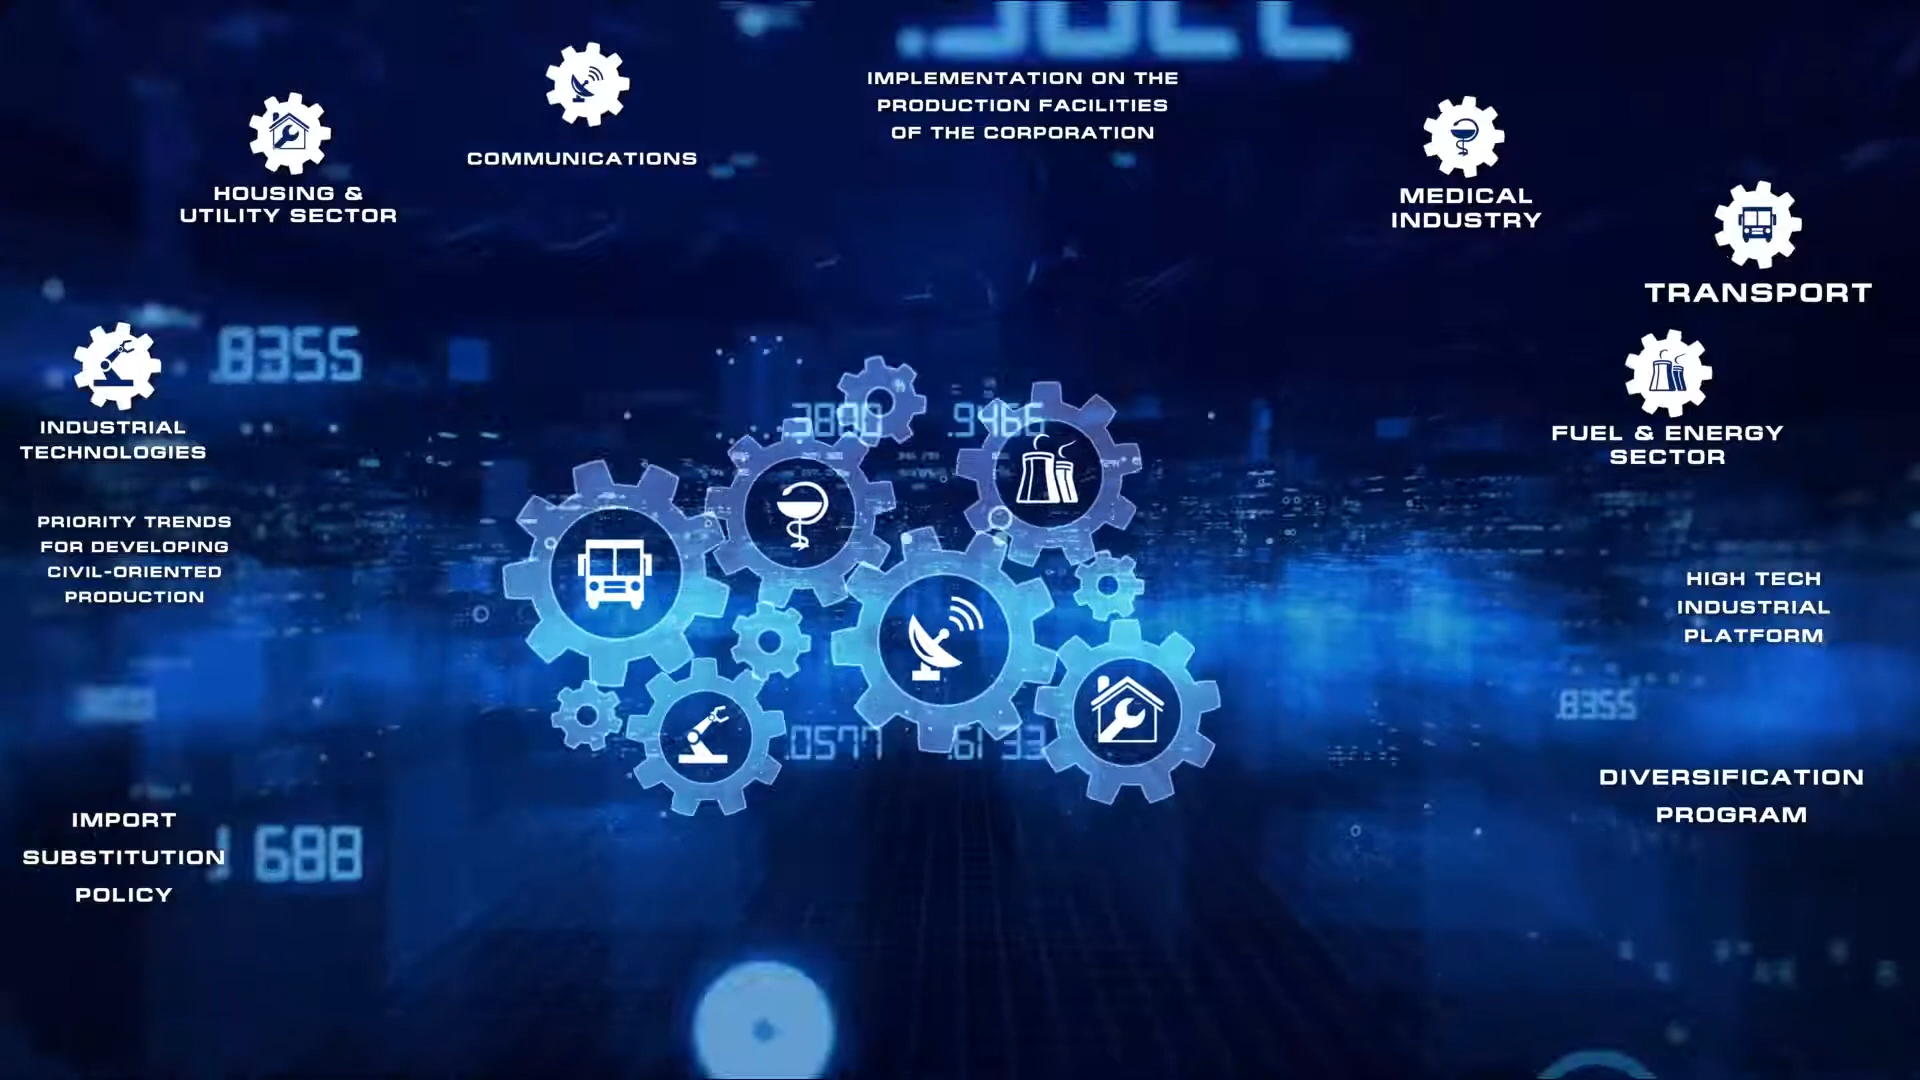 IMPLEMENTATION ON THE
PRODUCTION FACILITIES
OF THE CORPORATION
COMMUNICATIONS
HOUSING &
UTILITY SECTOR
MEDICAL
INDUSTRY
TRANSPORT
.8355
INDUSTRIAL
TECHNOLOGIES
FUEL & ENERGY
SECTOR
.3890
.9466
PRIORITY TRENDS
FOR DEVELOPING
CIVIL-ORIENTED
PRODUCTION
HIGH TECH
INDUSTRIAL
PLATFORM
.8355
.0577
.6133
DIVERSIFICATION
PROGRAM
IMPORT
SUBSTITUTION
POLICY
688